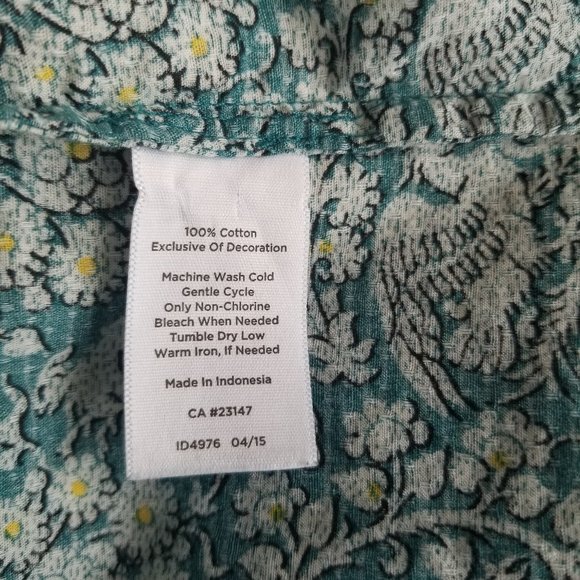 100% Cotton
Exclusive Of Decoration
Machine Wash Cold
Gentle Cycle
Only Non-Chlorine
Bleach When Needed
Tumble Dry Low
Warm Iron, If Needed
Made In Indonesia
CA #23147
ID4976 04/15